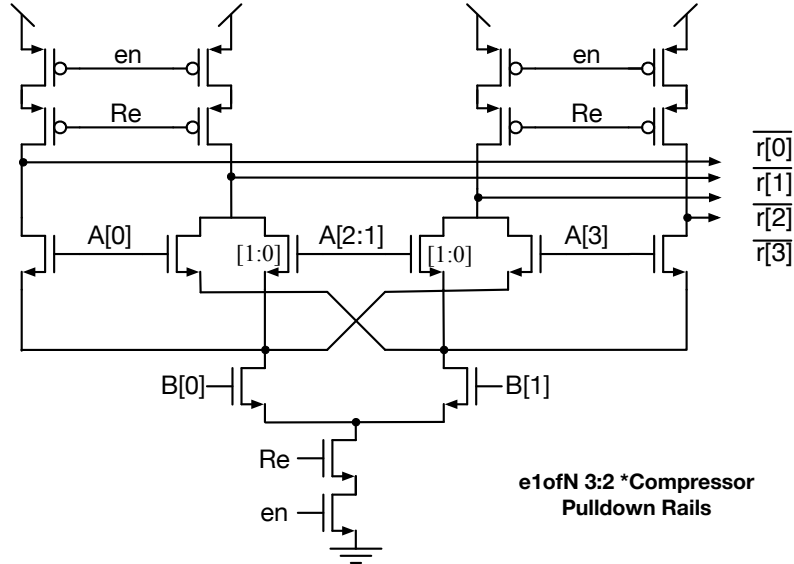 en
en
Re
Re
r[0]
r[1]
r[2]
r[3]
A[0]
A[2:1]
A[3]
[1:0]
[1:0]
B[0]
B[1]
Re
en
e1ofN 3:2 *Compressor
Pulldown Rails